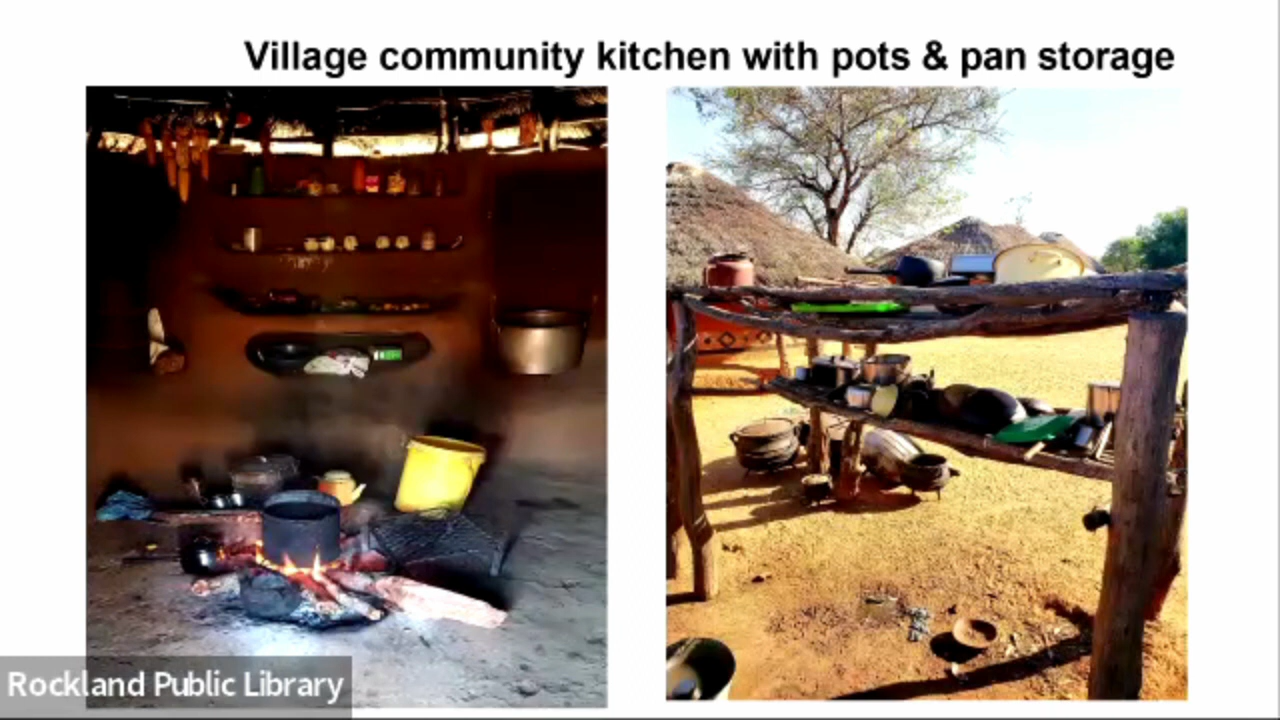 Village community kitchen with pots & pan storage
Rockland Public Library